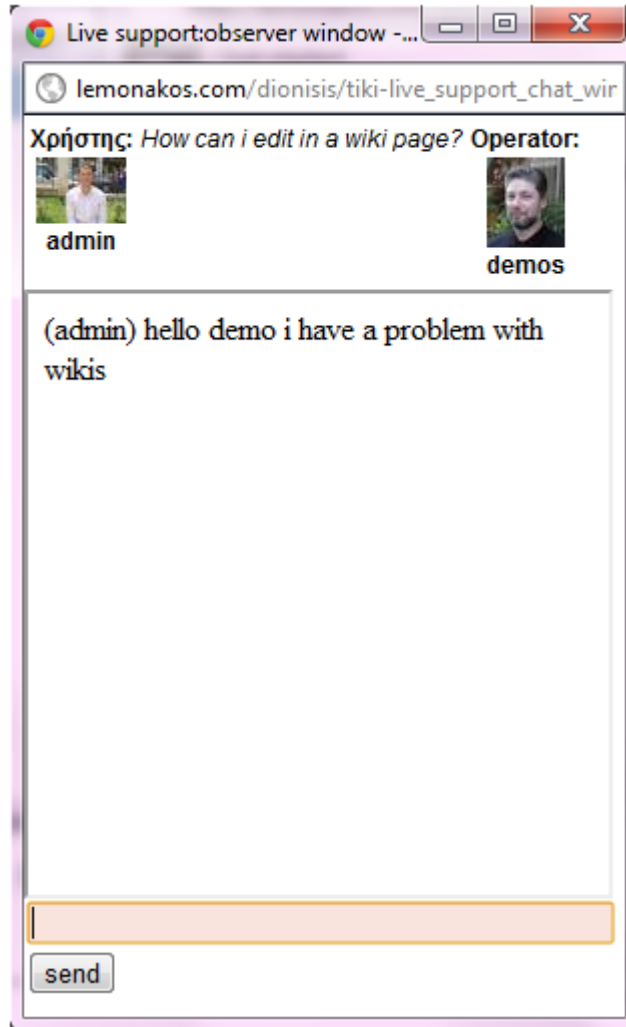 Live support:observer window -...
lemonakos.com/dionisis/tiki-live_support_chat_wir
Χρήστης: How can i edit in a wiki page? Operator:
admin
demos
(admin) hello demo i have a problem with
wikis
send